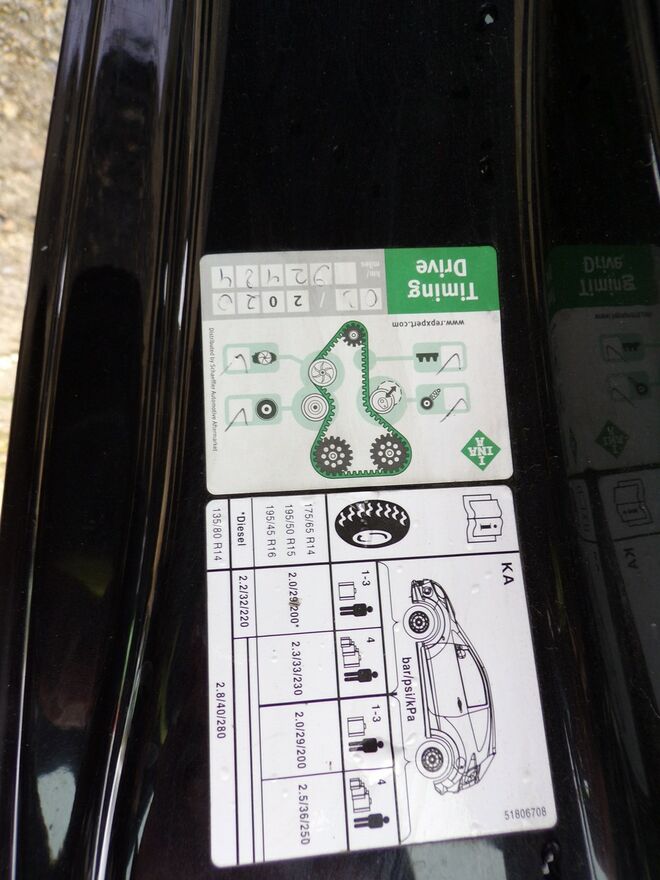 Timing
Drive
km/
miles
www.repxpert.com
INA
Distributed by Schaeffler Automotive Aftermarket
KA
i
bar/psi/kPa
1-3
4
1-3
4
175/65 R14
195/50 R15
195/45 R16
2.0/29/200*
2.3/33/230
2.0/29/200
2.5/36/250
*Diesel
2.2/32/220
135/80 R14
2.8/40/280
51806708